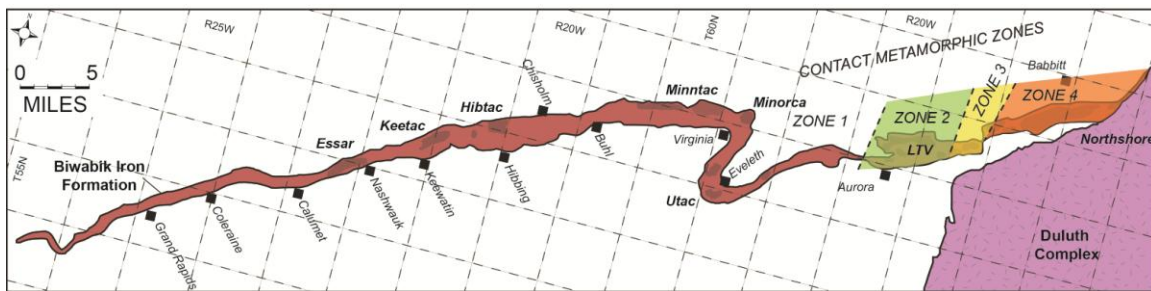 N
R25W
R20W
T60N
R20W
CONTACT METAMORPHIC ZONES
0 5
MILES
Chisholm
Hibtac
Minntac
Minorca
ZONE 1
ZONE 2
ZONE 3
Babbitt
ZONE 4
Keetac
Essar
Buhl
Virginia
LTV
Northshore
T55N
Biwabik Iron
Formation
Hibbing
Keewatin
Nashwauk
Eveleth
Utac
Aurora
Calumet
Coleraine
Grand Rapids
Duluth
Complex